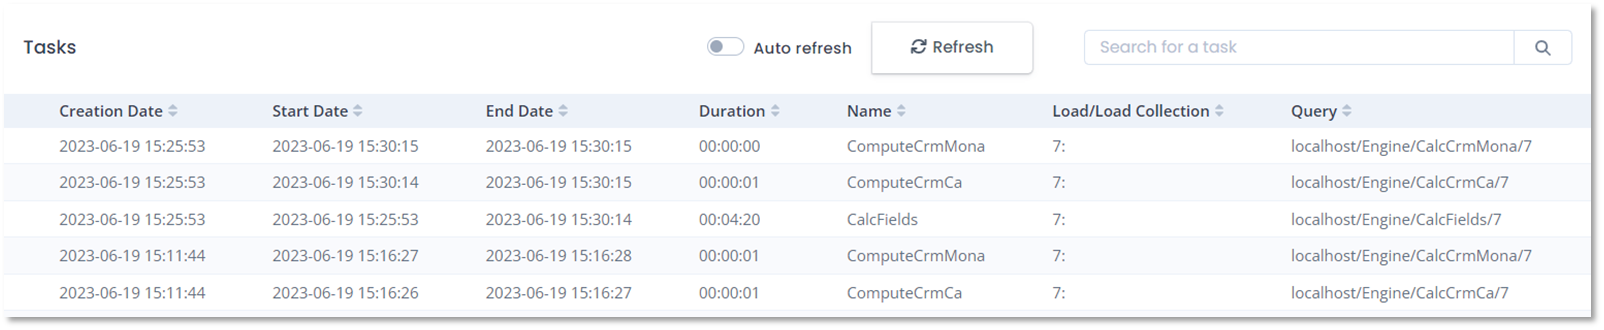 Tasks Auto refresh Refresh Search for a task
Creation Date Start Date End Date Duration Name Load/Load Collection Query
2023-06-19 15:25:53 2023-06-19 15:30:15 2023-06-19 15:30:15 00:00:00 ComputeCrmMona 7: localhost/Engine/CalcCrmMona/7
2023-06-19 15:25:53 2023-06-19 15:30:14 2023-06-19 15:30:15 00:00:01 ComputeCrmCa 7: localhost/Engine/CalcCrmCa/7
2023-06-19 15:25:53 2023-06-19 15:25:53 2023-06-19 15:30:14 00:04:20 CalcFields 7: localhost/Engine/CalcFields/7
2023-06-19 15:11:44 2023-06-19 15:16:27 2023-06-19 15:16:28 00:00:01 ComputeCrmMona 7: localhost/Engine/CalcCrmMona/7
2023-06-19 15:11:44 2023-06-19 15:16:26 2023-06-19 15:16:27 00:00:01 ComputeCrmCa 7: localhost/Engine/CalcCrmCa/7